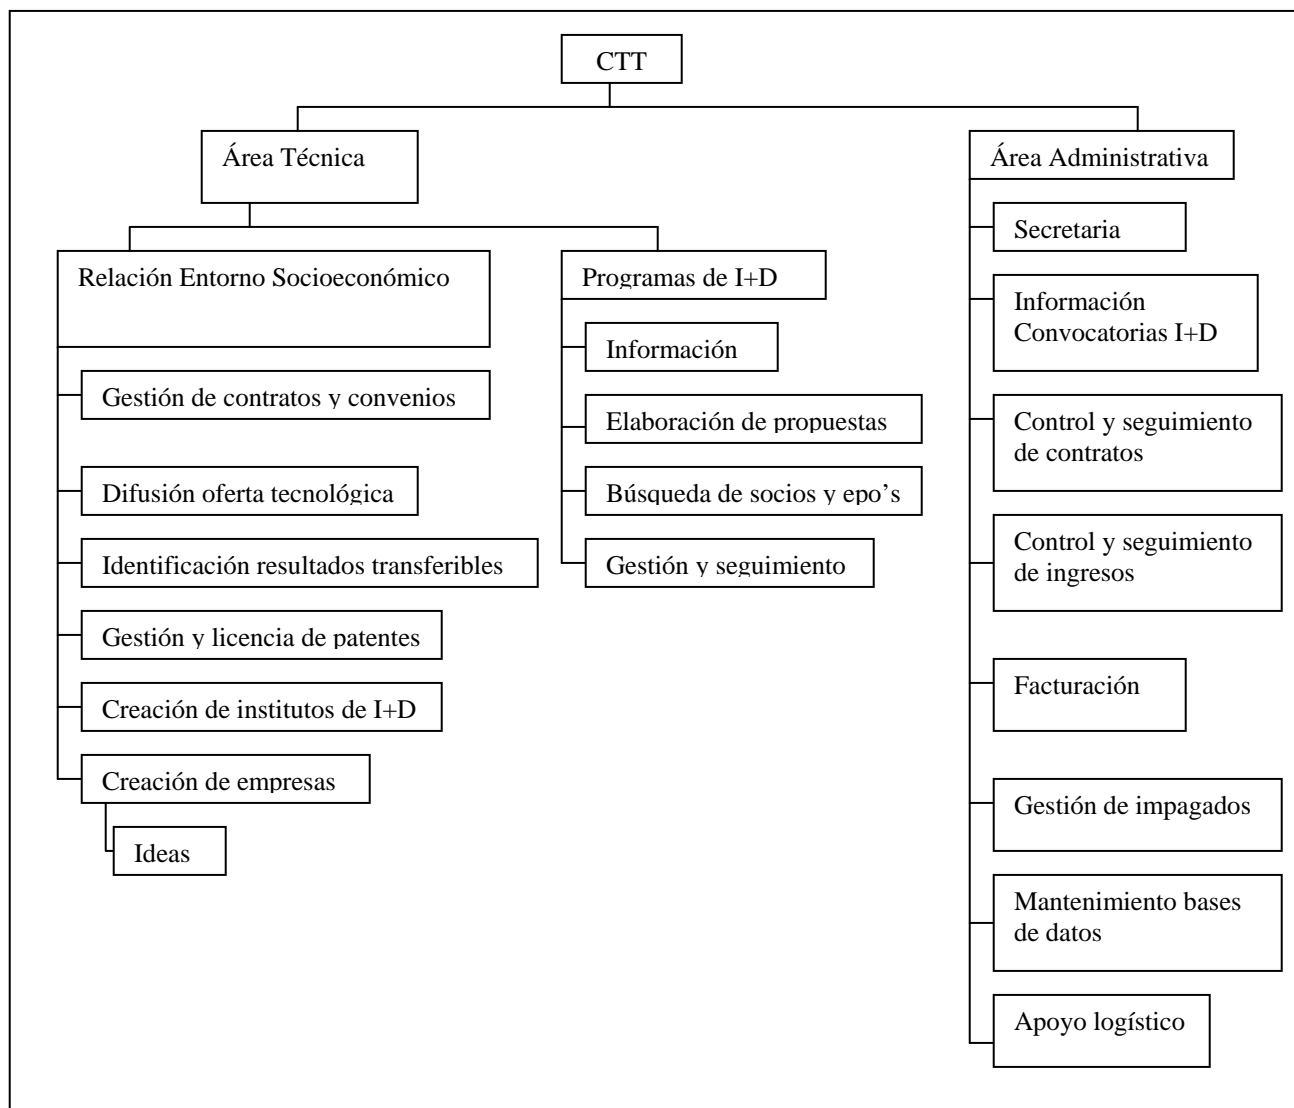 CTT
Área Técnica
Área Administrativa
Relación Entorno Socioeconómico
Gestión de contratos y convenios
Difusión oferta tecnológica
Identificación resultados transferibles
Gestión y licencia de patentes
Creación de institutos de I+D
Creación de empresas
Ideas
Programas de I+D
Información
Elaboración de propuestas
Búsqueda de socios y epo’s
Gestión y seguimiento
Secretaria
Información
Convocatorias I+D
Control y seguimiento
de contratos
Control y seguimiento
de ingresos
Facturación
Gestión de impagados
Mantenimiento bases
de datos
Apoyo logístico